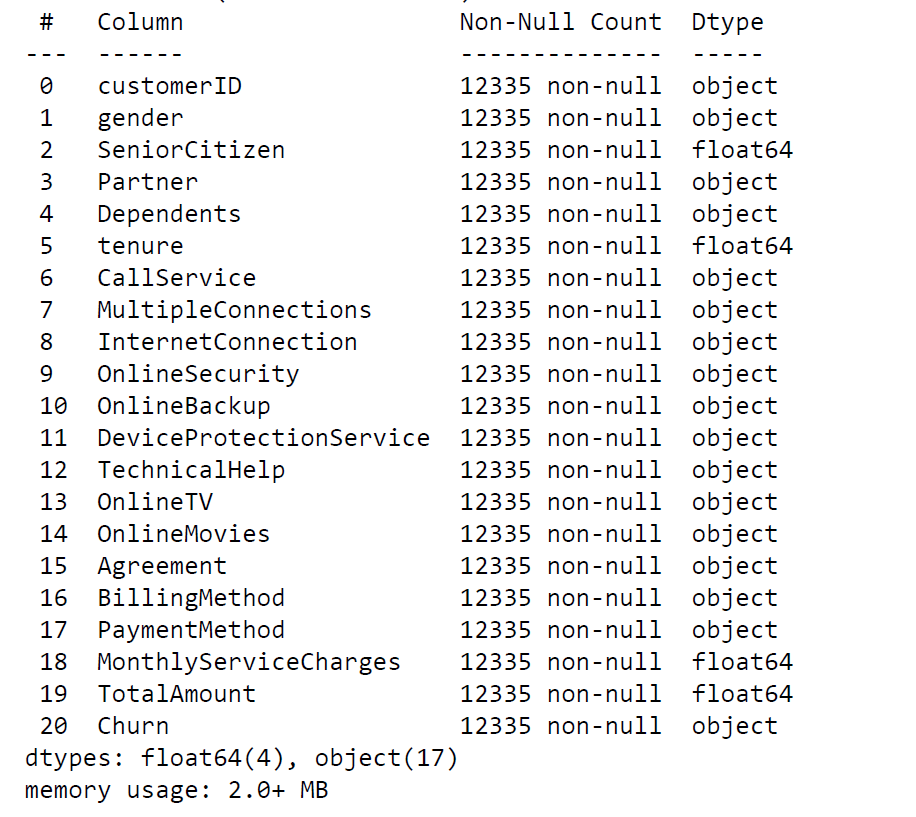 #   Column                   Non-Null Count  Dtype
---  ------                   --------------  -----
0   customerID               12335 non-null  object
1   gender                   12335 non-null  object
2   SeniorCitizen            12335 non-null  float64
3   Partner                  12335 non-null  object
4   Dependents               12335 non-null  object
5   tenure                   12335 non-null  float64
6   CallService              12335 non-null  object
7   MultipleConnections      12335 non-null  object
8   InternetConnection       12335 non-null  object
9   OnlineSecurity           12335 non-null  object
10  OnlineBackup             12335 non-null  object
11  DeviceProtectionService  12335 non-null  object
12  TechnicalHelp            12335 non-null  object
13  OnlineTV                 12335 non-null  object
14  OnlineMovies             12335 non-null  object
15  Agreement                12335 non-null  object
16  BillingMethod            12335 non-null  object
17  PaymentMethod            12335 non-null  object
18  MonthlyServiceCharges    12335 non-null  float64
19  TotalAmount              12335 non-null  float64
20  Churn                    12335 non-null  object
dtypes: float64(4), object(17)
memory usage: 2.0+ MB